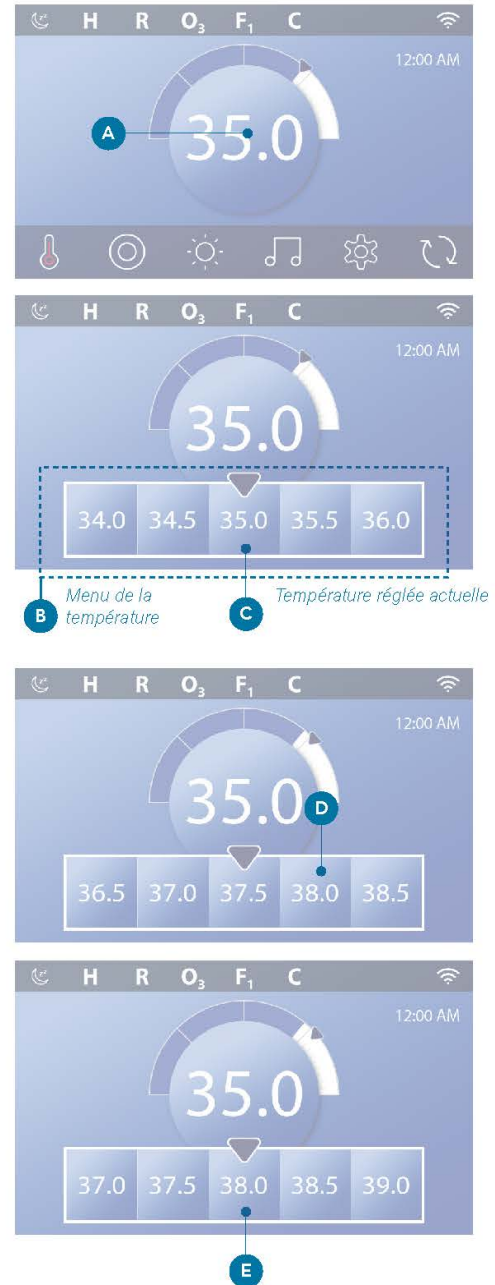 H R O₃ F₁ C
12:00 AM
A
35.0
H R O₃ F₁ C
12:00 AM
35.0
34.0 34.5 35.0 35.5 36.0
B Menu de la température
C Température réglée actuelle
H R O₃ F₁ C
12:00 AM
35.0
D
36.5 37.0 37.5 38.0 38.5
H R O₃ F₁ C
12:00 AM
35.0
37.0 37.5 38.0 38.5 39.0
E